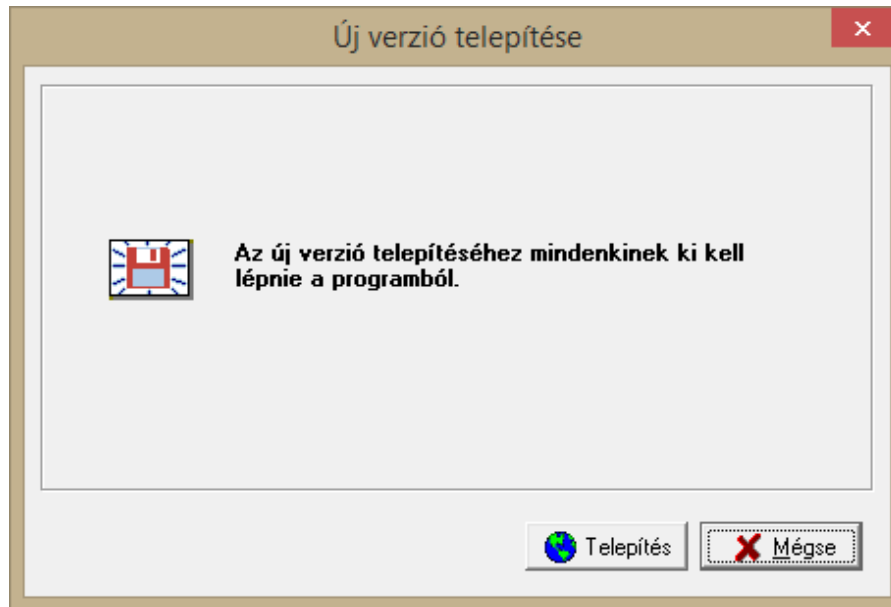 Új verzió telepítése
Az új verzió telepítéséhez mindenkinek ki kell
lépnie a programból.
Telepítés
Mégse